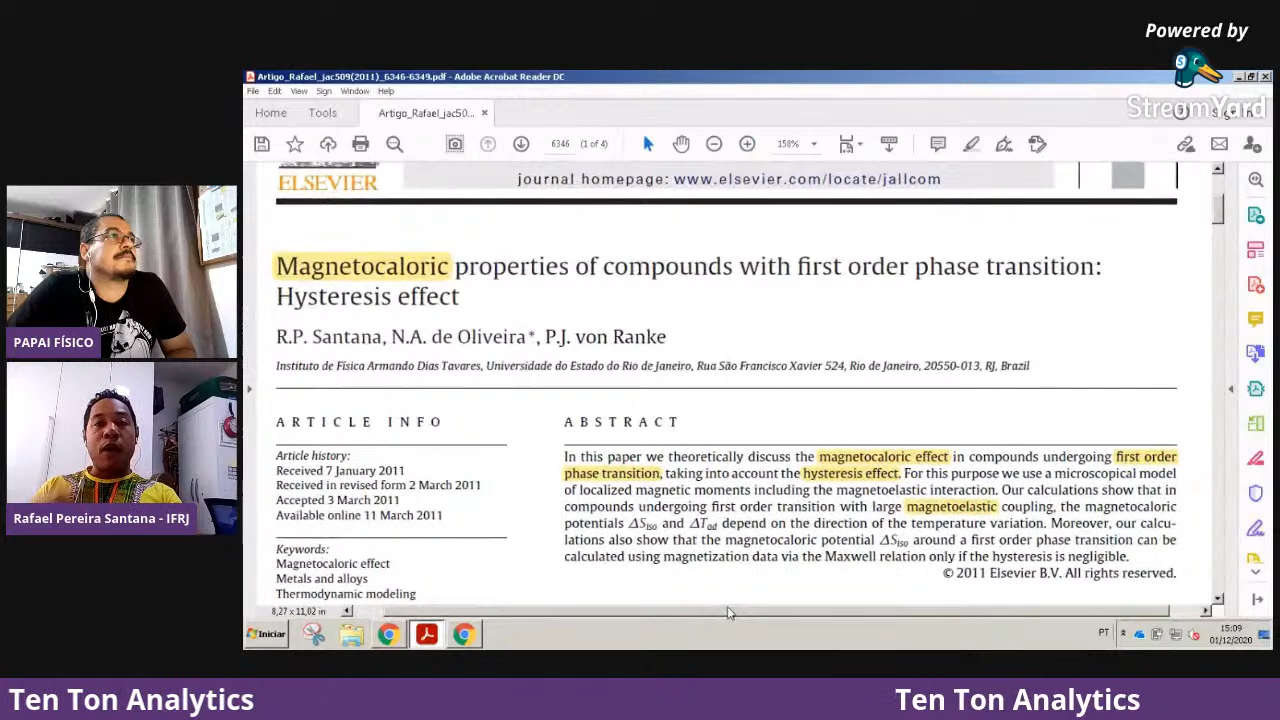 Powered by
StreamYard
Artigo_Rafael_jac509(2011)_6346-6349.pdf - Adobe Acrobat Reader DC
File Edit View Sign Window Help
Home Tools Artigo_Rafael_jac50... ×
6346 (1 of 4) 158%
ELSEVIER
journal homepage: www.elsevier.com/locate/jallcom
Magnetocaloric properties of compounds with first order phase transition:
Hysteresis effect
R.P. Santana, N.A. de Oliveira*, P.J. von Ranke
Instituto de Física Armando Dias Tavares, Universidade do Estado do Rio de Janeiro, Rua São Francisco Xavier 524, Rio de Janeiro, 20550-013, RJ, Brazil
ARTICLE INFO
Article history:
Received 7 January 2011
Received in revised form 2 March 2011
Accepted 3 March 2011
Available online 11 March 2011
Keywords:
Magnetocaloric effect
Metals and alloys
Thermodynamic modeling
ABSTRACT
In this paper we theoretically discuss the magnetocaloric effect in compounds undergoing first order
phase transition, taking into account the hysteresis effect. For this purpose we use a microscopical model
of localized magnetic moments including the magnetoelastic interaction. Our calculations show that in
compounds undergoing first order transition with large magnetoelastic coupling, the magnetocaloric
potentials ΔSiso and ΔTad depend on the direction of the temperature variation. Moreover, our calcu-
lations also show that the magnetocaloric potential ΔSiso around a first order phase transition can be
calculated using magnetization data via the Maxwell relation only if the hysteresis is negligible.
© 2011 Elsevier B.V. All rights reserved.
8,27 x 11,02 in
Iniciar
PT
15:09
01/12/2020
PAPAI FÍSICO
Rafael Pereira Santana - IFRJ
Ten Ton Analytics
Ten Ton Analytics